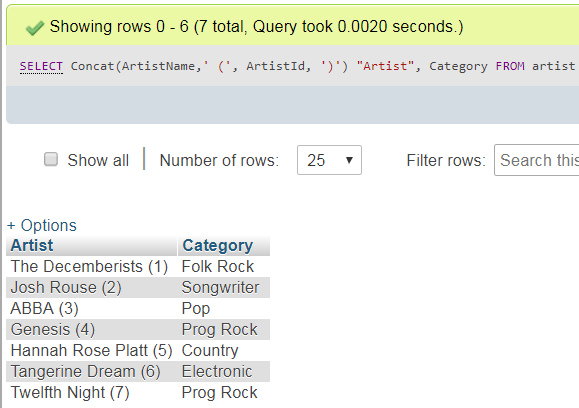 Showing rows 0 - 6 (7 total, Query took 0.0020 seconds.)
SELECT Concat(ArtistName,' (', ArtistId, ')') "Artist", Category FROM artist
Show all | Number of rows: 25 Filter rows: Search this
+ Options
Artist Category
The Decemberists (1) Folk Rock
Josh Rouse (2) Songwriter
ABBA (3) Pop
Genesis (4) Prog Rock
Hannah Rose Platt (5) Country
Tangerine Dream (6) Electronic
Twelfth Night (7) Prog Rock